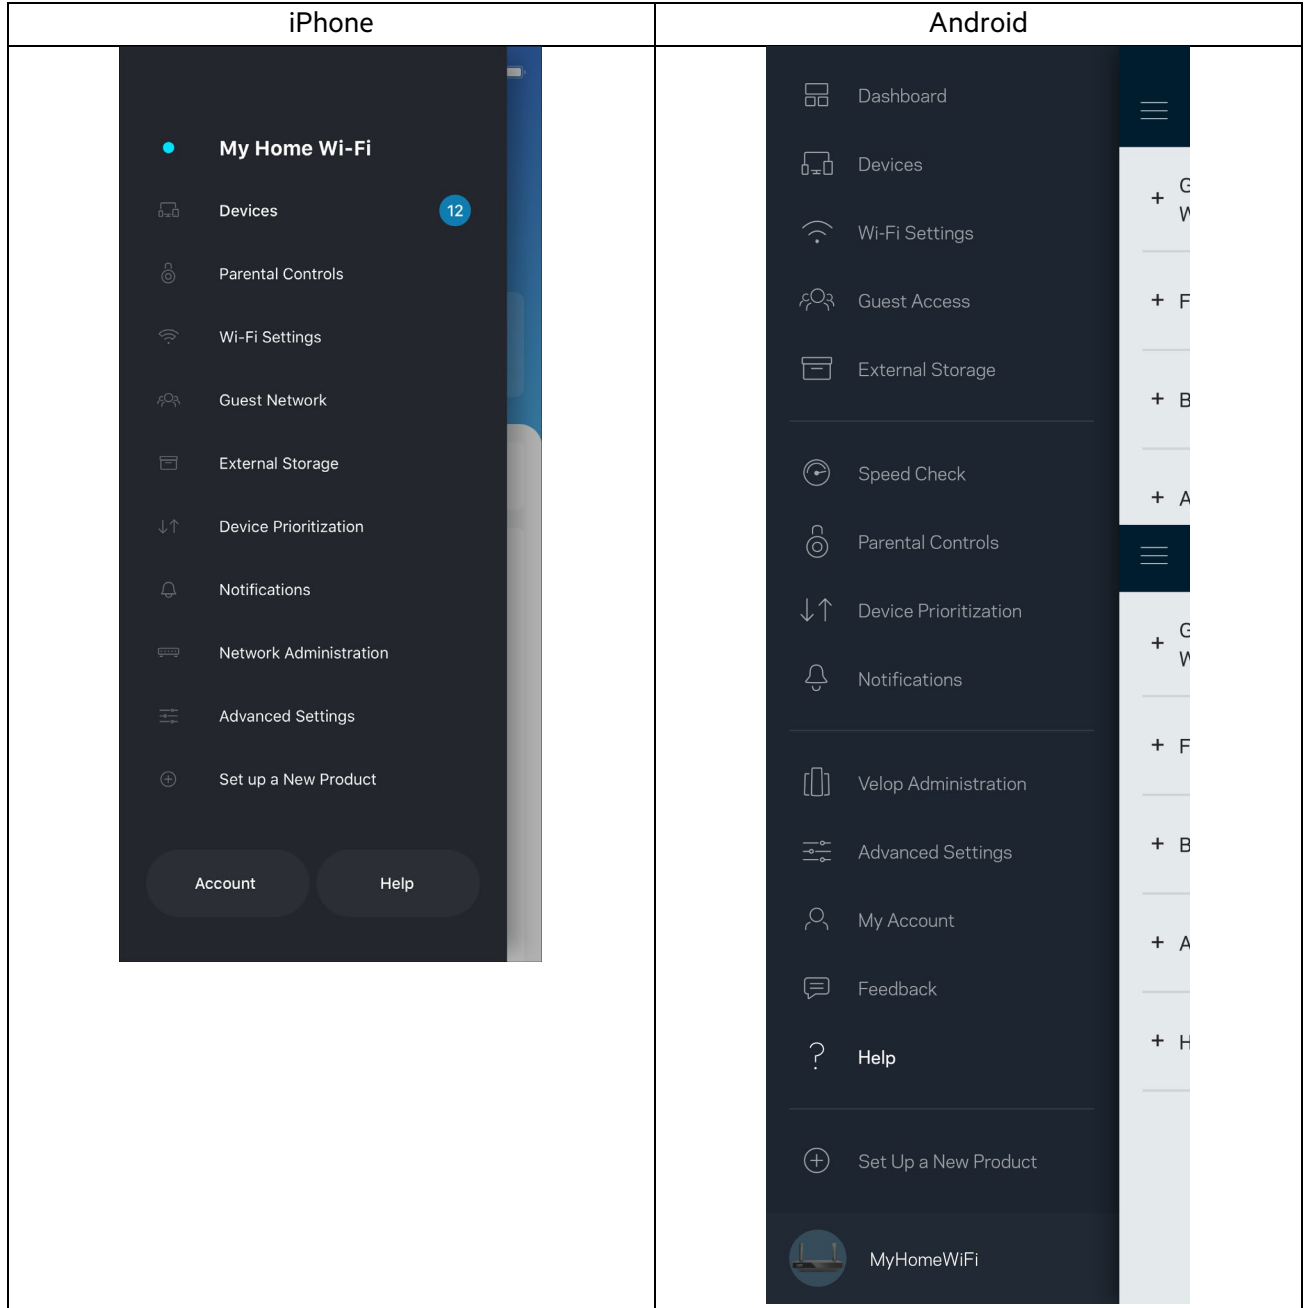 iPhone
Android
My Home Wi-Fi
Devices
12
Parental Controls
Wi-Fi Settings
Guest Network
External Storage
Device Prioritization
Notifications
Network Administration
Advanced Settings
Set up a New Product
Account
Help
Dashboard
Devices
Wi-Fi Settings
Guest Access
External Storage
Speed Check
Parental Controls
Device Prioritization
Notifications
Velop Administration
Advanced Settings
My Account
Feedback
Help
Set Up a New Product
MyHomeWiFi
+
+ F
+ B
+ A
+
+ F
+ B
+ A
+ H